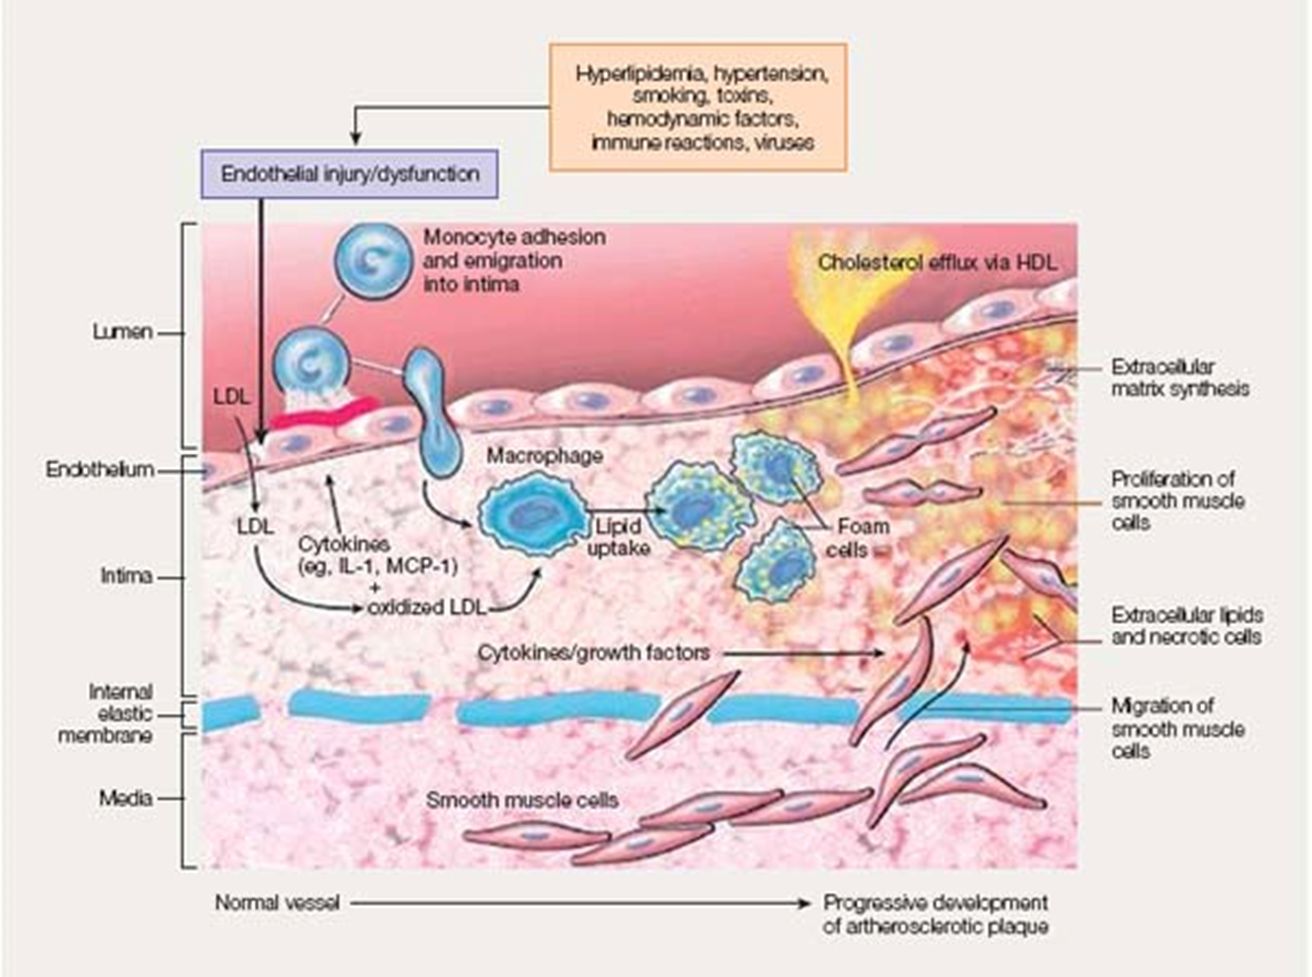 Hyperlipidemia, hypertension,
smoking, toxins,
hemodynamic factors,
immune reactions, viruses
Endothelial injury/dysfunction
Monocyte adhesion
and emigration
into intima
Cholesterol efflux via HDL
Lumen
LDL
Extracellular
matrix synthesis
Endothelium
Macrophage
Proliferation of
smooth muscle
cells
LDL
Lipid
uptake
Foam
cells
Cytokines
(eg, IL-1, MCP-1)
+
oxidized LDL
Intima
Extracellular lipids
and necrotic cells
Cytokines/growth factors
Internal
elastic
membrane
Migration of
smooth muscle
cells
Media
Smooth muscle cells
Normal vessel
Progressive development
of artherosclerotic plaque